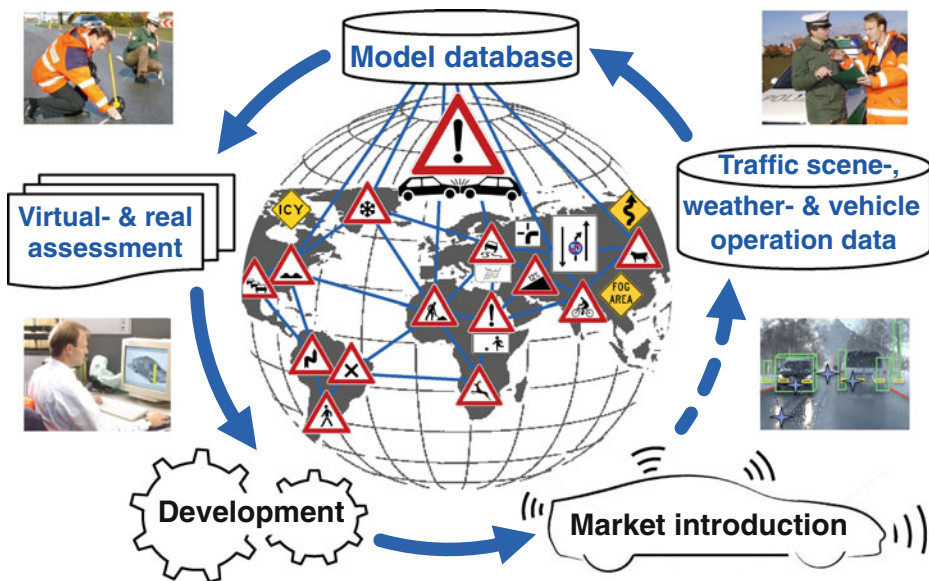 Model database
Traffic scene-,
weather- & vehicle
operation data
Virtual- & real
assessment
ICY
FOG
AREA
Development
Market introduction